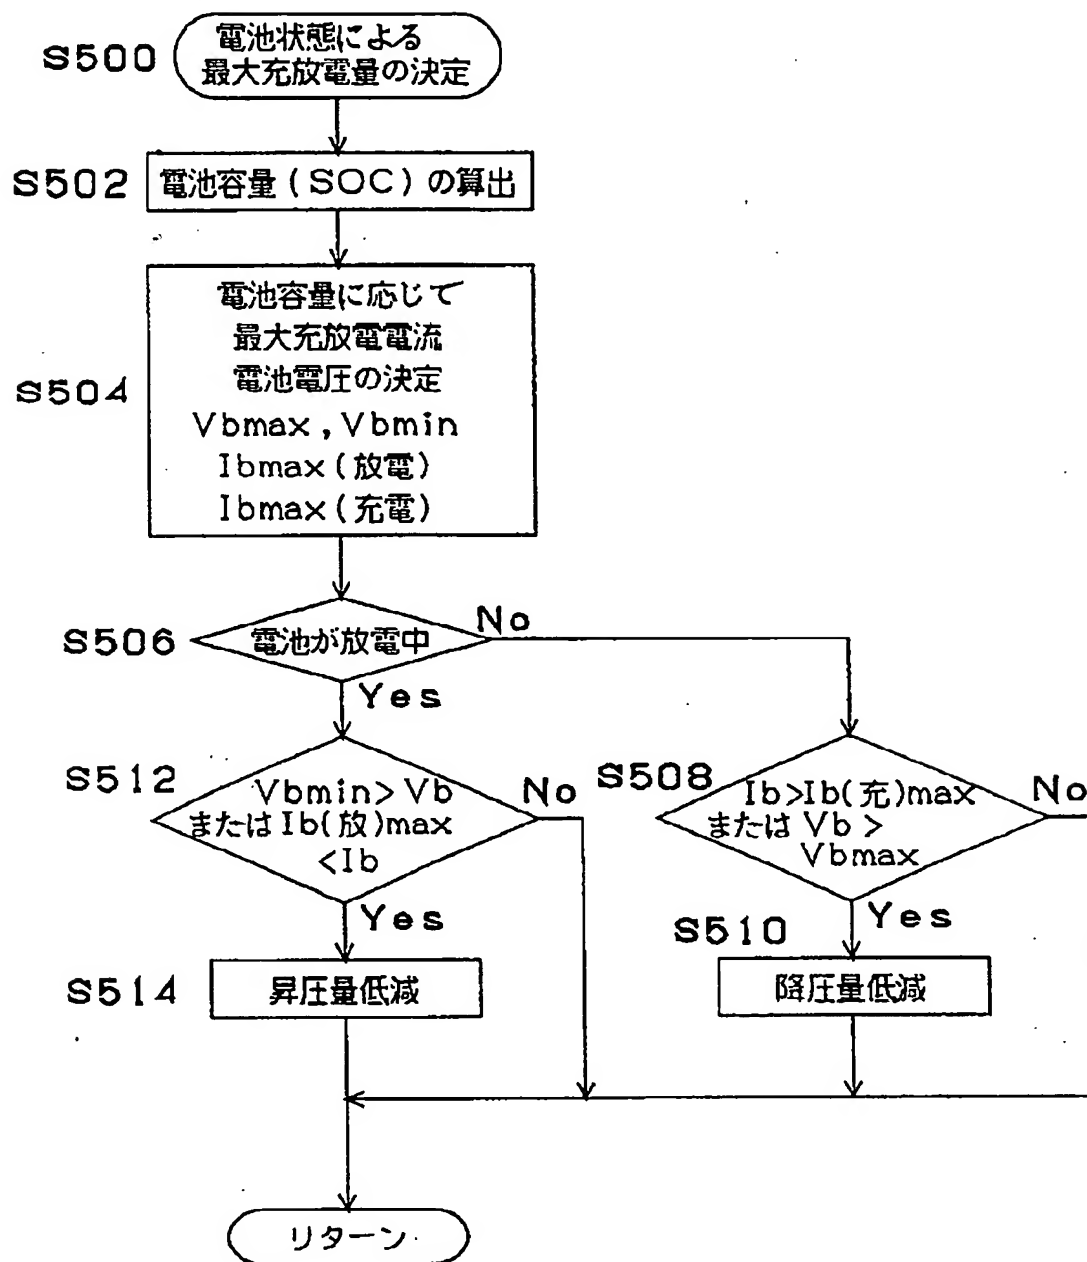 S500
電池状態による
最大充放電量の決定
S502
電池容量(SOC)の算出
S504
電池容量に応じて
最大充放電電流
電池電圧の決定
Vbmax,Vbmin
Ibmax(放電)
Ibmax(充電)
S506
電池が放電中
No
Yes
S512
Vbmin>Vb
またはIb(放)max
<Ib
No
Yes
S508
Ib>Ib(充)max
またはVb>
Vbmax
No
Yes
S514
昇圧量低減
S510
降圧量低減
リターン